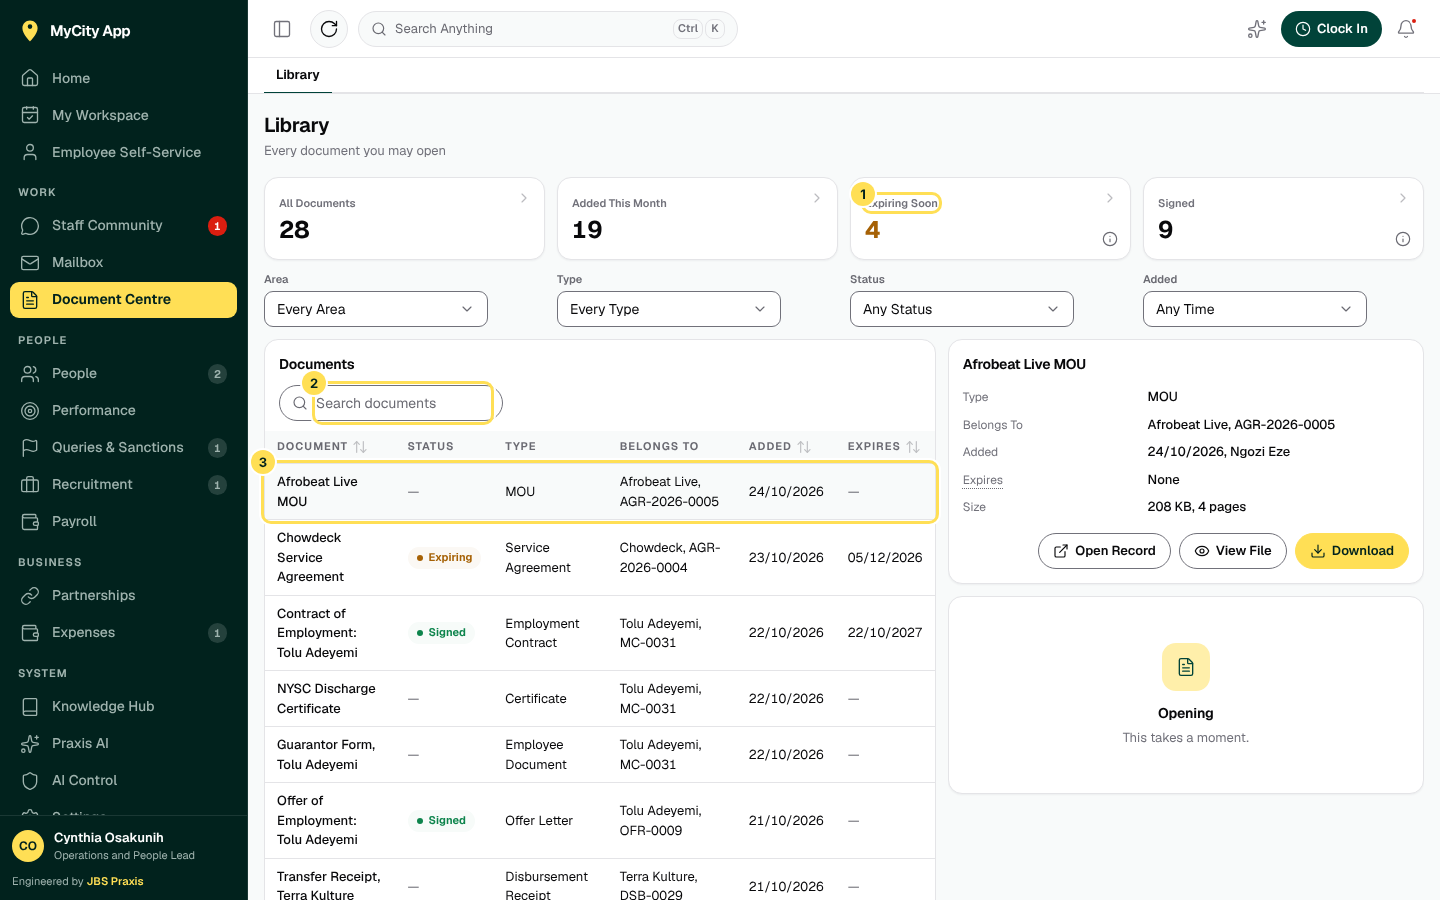 MyCity App
Home
My Workspace
Employee Self-Service
WORK
Staff Community 1
Mailbox
Document Centre
PEOPLE
People 2
Performance
Queries & Sanctions 1
Recruitment 1
Payroll
BUSINESS
Partnerships
Expenses 1
SYSTEM
Knowledge Hub
Praxis AI
AI Control
CO
Cynthia Osakunih
Operations and People Lead
Engineered by JBS Praxis
Search Anything Ctrl K
Clock In
Library
Library
Every document you may open
All Documents
28
Added This Month
19
1
Expiring Soon
4
Signed
9
Area
Every Area
Type
Every Type
Status
Any Status
Added
Any Time
Documents
2
Search documents
DOCUMENT STATUS TYPE BELONGS TO ADDED EXPIRES
3
Afrobeat Live MOU — MOU Afrobeat Live, AGR-2026-0005 24/10/2026 —
Chowdeck Service Agreement Expiring Service Agreement Chowdeck, AGR-2026-0004 23/10/2026 05/12/2026
Contract of Employment: Tolu Adeyemi Signed Employment Contract Tolu Adeyemi, MC-0031 22/10/2026 22/10/2027
NYSC Discharge Certificate — Certificate Tolu Adeyemi, MC-0031 22/10/2026 —
Guarantor Form, Tolu Adeyemi — Employee Document Tolu Adeyemi, MC-0031 22/10/2026 —
Offer of Employment: Tolu Adeyemi Signed Offer Letter Tolu Adeyemi, OFR-0009 21/10/2026 —
Transfer Receipt, Terra Kulture — Disbursement Receipt Terra Kulture, DSB-0029 21/10/2026 —
Afrobeat Live MOU
Type MOU
Belongs To Afrobeat Live, AGR-2026-0005
Added 24/10/2026, Ngozi Eze
Expires None
Size 208 KB, 4 pages
Open Record
View File
Download
Opening
This takes a moment.